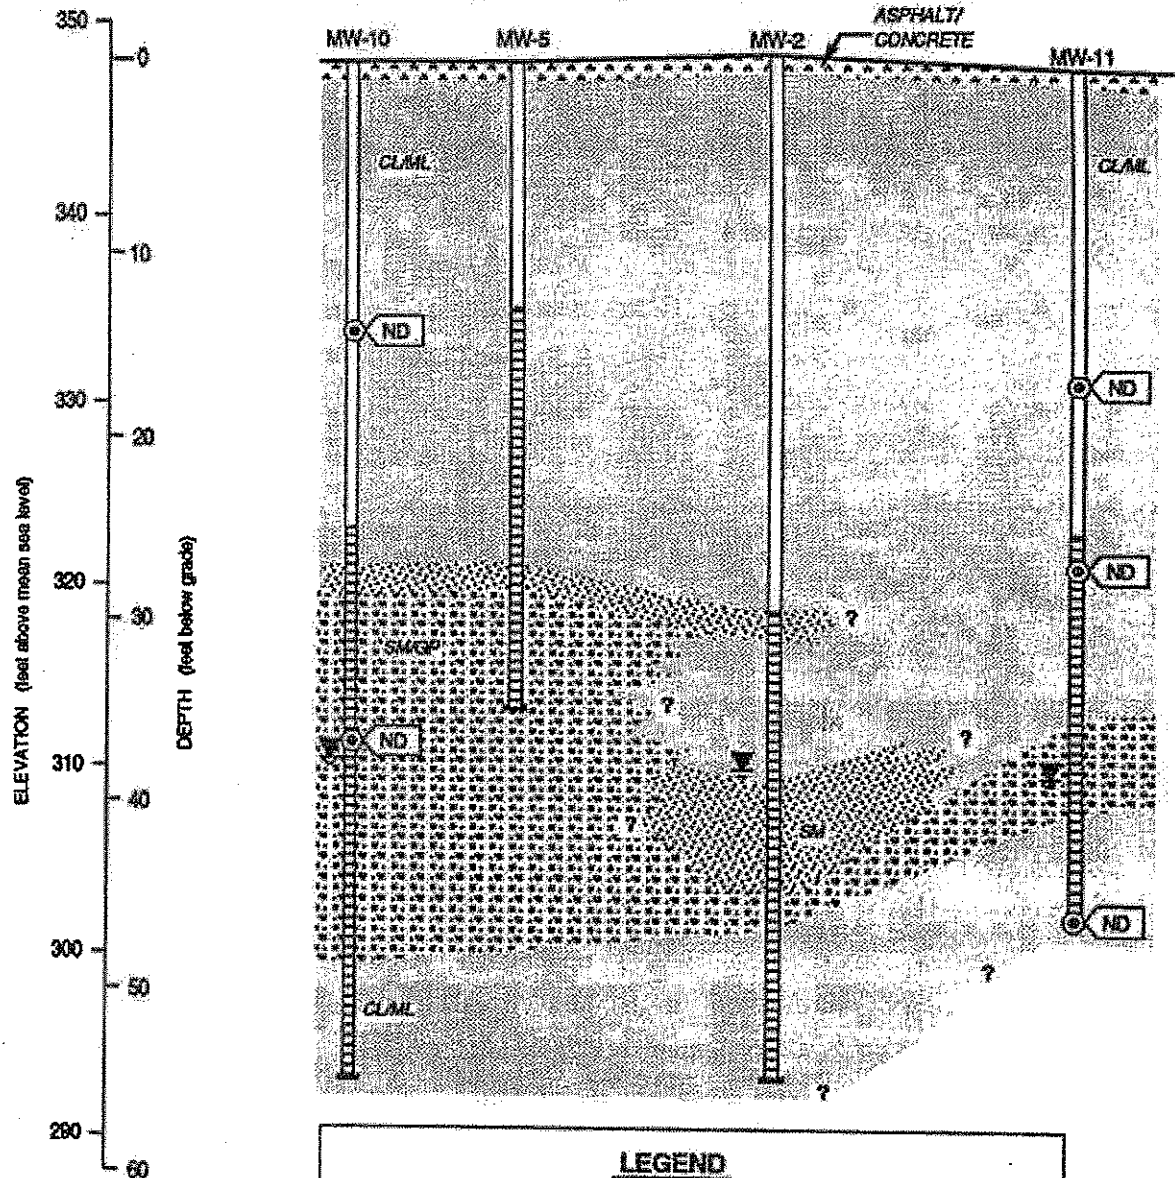 350
ASPHALT/
CONCRETE
MW-10
MW-5
MW-2
MW-11
0
CL/ML
CL/ML
340
10
ND
ND
330
20
ND
320
30
?
SM/GP
?
?
ND
310
?
?
40
SM
ND
300
?
50
CL/ML
?
290
60
ELEVATION (feet above mean sea level)
DEPTH (feet below grade)
LEGEND